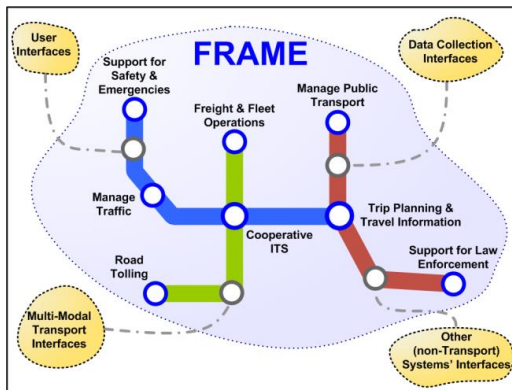 User
Interfaces
FRAME
Data Collection
Interfaces
Support for
Safety &
Emergencies
Freight & Fleet
Operations
Manage Public
Transport
Manage
Traffic
Cooperative
ITS
Trip Planning &
Travel Information
Road
Tolling
Support for Law
Enforcement
Multi-Modal
Transport
Interfaces
Other
(non-Transport)
Systems' Interfaces